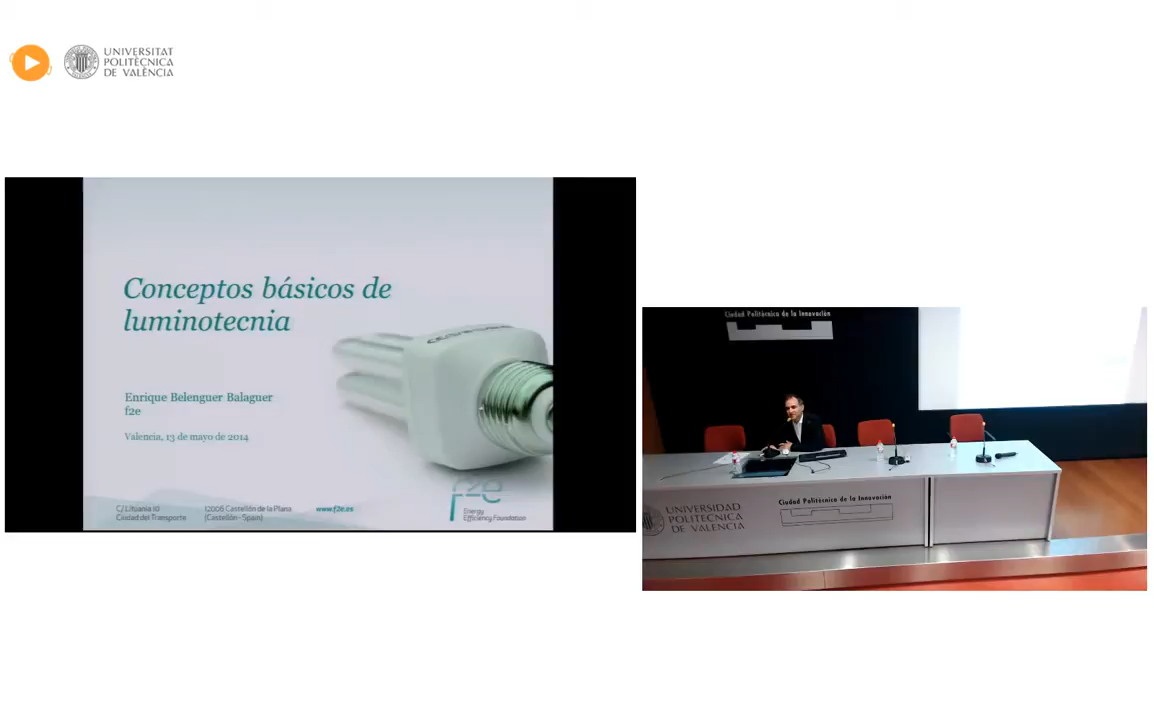 UNIVERSITAT
POLITÈCNICA
DE VALÈNCIA
Conceptos básicos de
luminotecnia
Enrique Belenguer Balaguer
f2e
Valencia, 13 de mayo de 2014
C/ Lituania 10
Ciudad del Transporte
12006 Castellón de la Plana
(Castellón - Spain)
www.f2e.es
f2e
Energy
Efficiency Foundation
Ciudad Politécnica de la Innovación
UNIVERSIDAD
POLITECNICA
DE VALENCIA
Ciudad Politécnica de la Innovación